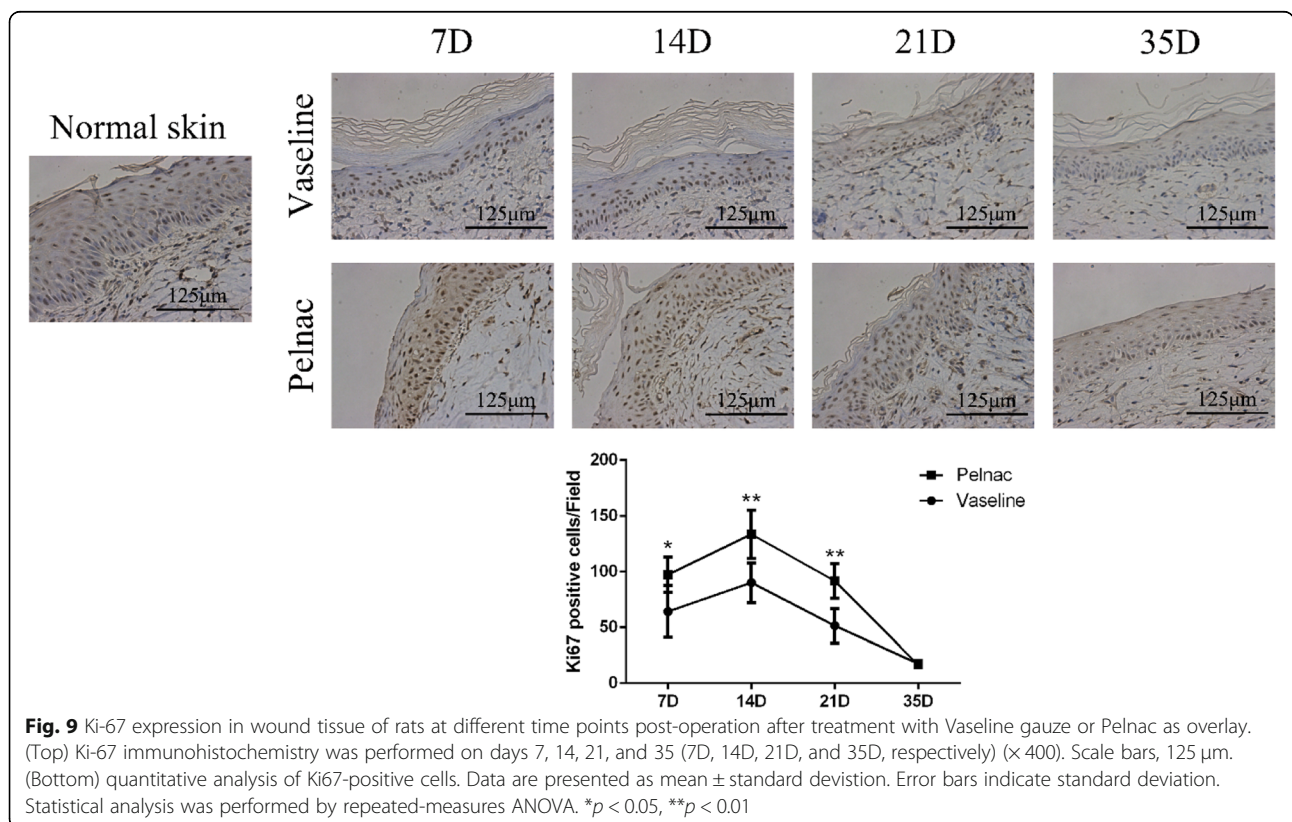 7D 14D 21D 35D
Normal skin
Vaseline
125μm
125μm
125μm
125μm
125μm
Pelnac
125μm
125μm
125μm
125μm
200
150
100
50
0
Ki67 positive cells/Field
*
**
**
Pelnac
Vaseline
7D 14D 21D 35D
Fig. 9 Ki-67 expression in wound tissue of rats at different time points post-operation after treatment with Vaseline gauze or Pelnac as overlay.
(Top) Ki-67 immunohistochemistry was performed on days 7, 14, 21, and 35 (7D, 14D, 21D, and 35D, respectively) (× 400). Scale bars, 125 μm.
(Bottom) quantitative analysis of Ki67-positive cells. Data are presented as mean ± standard devistion. Error bars indicate standard deviation.
Statistical analysis was performed by repeated-measures ANOVA. *p < 0.05, **p < 0.01